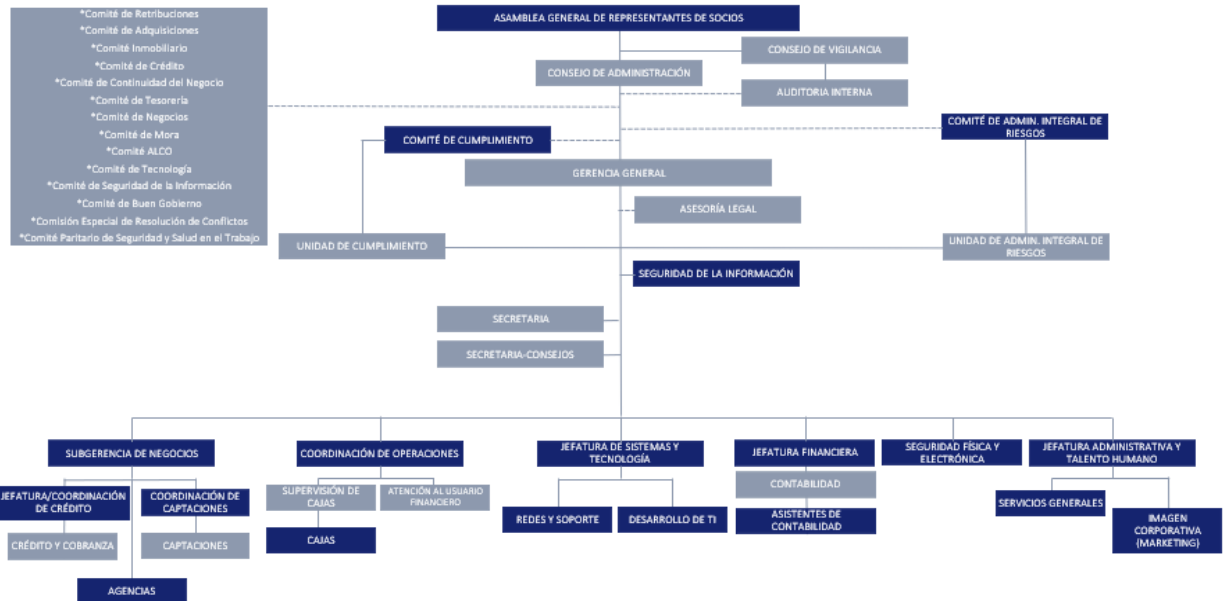 *Comité de Retribuciones
*Comité de Adquisiciones
*Comité Inmobiliario
*Comité de Crédito
*Comité de Continuidad del Negocio
*Comité de Tesorería
*Comité de Negocios
*Comité de Mora
*Comité ALCO
*Comité de Tecnología
*Comité de Seguridad de la Información
*Comité de Buen Gobierno
*Comisión Especial de Resolución de Conflictos
*Comité Paritario de Seguridad y Salud en el Trabajo
ASAMBLEA GENERAL DE REPRESENTANTES DE SOCIOS
CONSEJO DE VIGILANCIA
CONSEJO DE ADMINISTRACIÓN
AUDITORIA INTERNA
COMITÉ DE CUMPLIMIENTO
COMITÉ DE ADMIN. INTEGRAL DE
RIESGOS
GERENCIA GENERAL
ASESORÍA LEGAL
UNIDAD DE CUMPLIMIENTO
UNIDAD DE ADMIN. INTEGRAL DE
RIESGOS
SEGURIDAD DE LA INFORMACIÓN
SECRETARIA
SECRETARIA-CONSEJOS
SUBGERENCIA DE NEGOCIOS
COORDINACIÓN DE OPERACIONES
JEFATURA DE SISTEMAS Y
TECNOLOGÍA
JEFATURA FINANCIERA
SEGURIDAD FÍSICA Y
ELECTRÓNICA
JEFATURA ADMINISTRATIVA Y
TALENTO HUMANO
JEFATURA/COORDINACIÓN
DE CRÉDITO
COORDINACIÓN DE
CAPTACIONES
SUPERVISIÓN DE
CAJAS
ATENCIÓN AL USUARIO
FINANCIERO
CONTABILIDAD
SERVICIOS GENERALES
REDES Y SOPORTE
DESARROLLO DE TI
ASISTENTES DE
CONTABILIDAD
IMAGEN
CORPORATIVA
(MARKETING)
CRÉDITO Y COBRANZA
CAPTACIONES
CAJAS
AGENCIAS